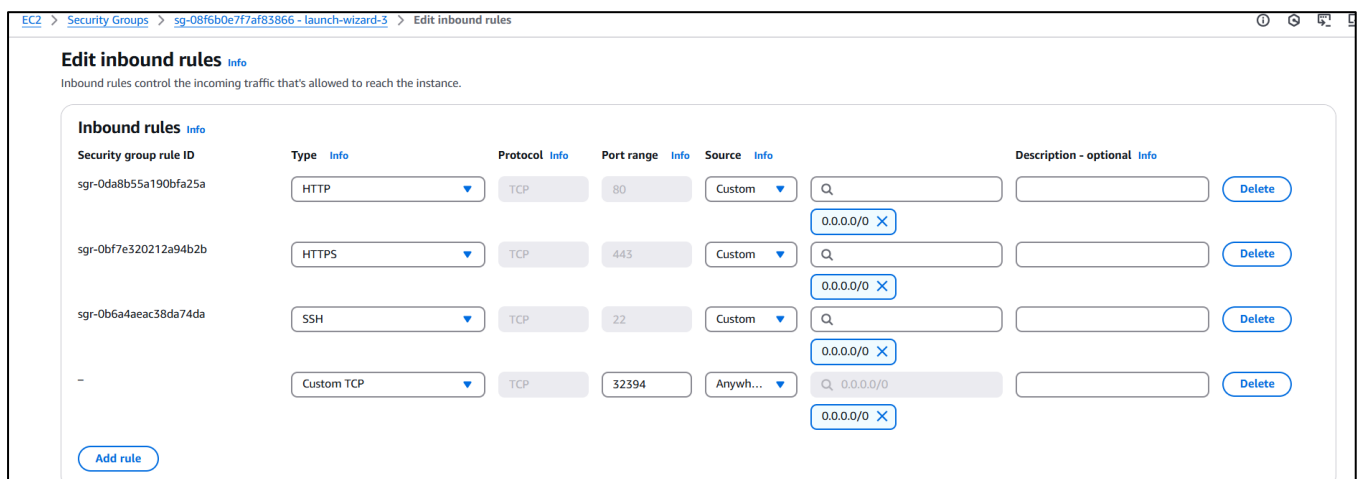 EC2 > Security Groups > sg-08f6b0e7f7af83866 - launch-wizard-3 > Edit inbound rules
Edit inbound rules Info
Inbound rules control the incoming traffic that's allowed to reach the instance.
Inbound rules Info
Security group rule ID Type Info Protocol Info Port range Info Source Info Description - optional Info
sgr-0da8b55a190bfa25a HTTP TCP 80 Custom Delete
0.0.0.0/0
sgr-0bf7e320212a94b2b HTTPS TCP 443 Custom Delete
0.0.0.0/0
sgr-0b6a4aeac38da74da SSH TCP 22 Custom Delete
0.0.0.0/0
– Custom TCP TCP 32394 Anywh... 0.0.0.0/0 Delete
0.0.0.0/0
Add rule